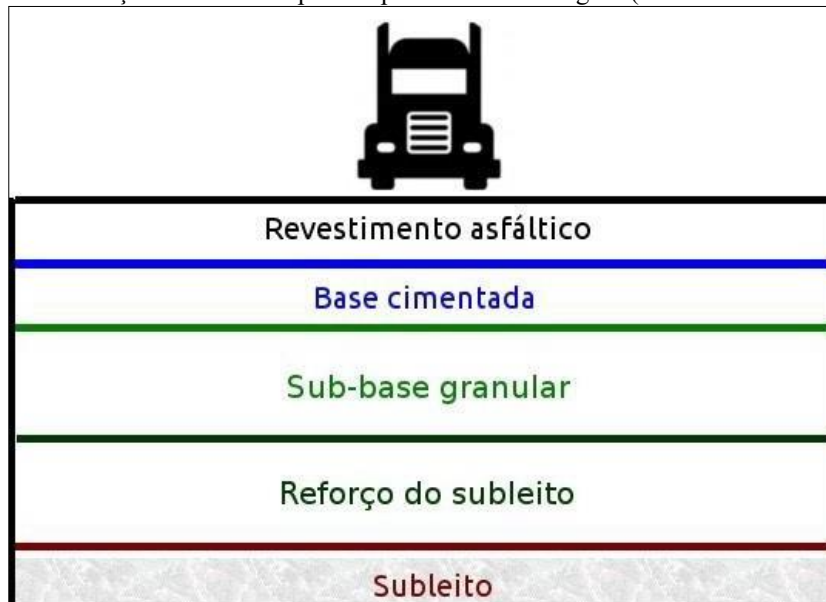 Revestimento asfáltico
Base cimentada
Sub-base granular
Reforço do subleito
Subleito